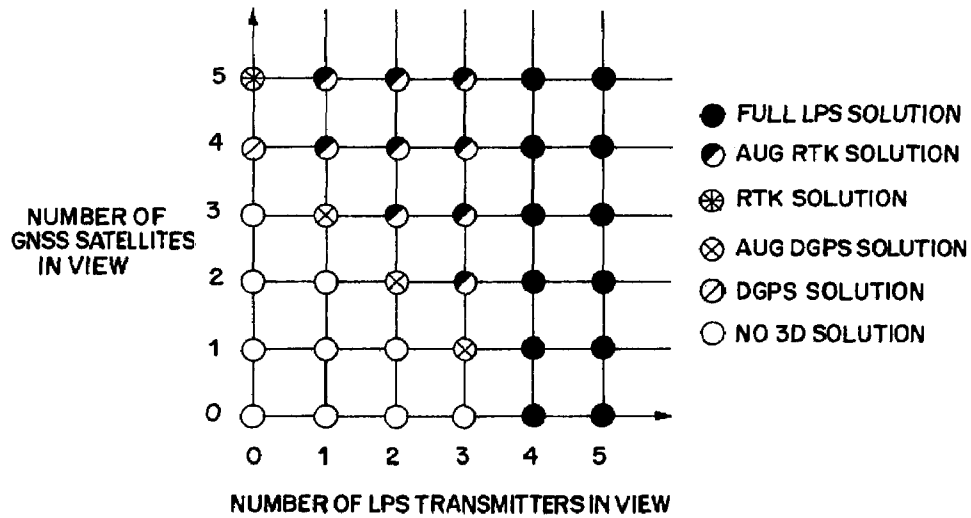 5
4
3
2
1
0
NUMBER OF
GNSS SATELLITES
IN VIEW
0 1 2 3 4 5
NUMBER OF LPS TRANSMITTERS IN VIEW
FULL LPS SOLUTION
AUG RTK SOLUTION
RTK SOLUTION
AUG DGPS SOLUTION
DGPS SOLUTION
NO 3D SOLUTION